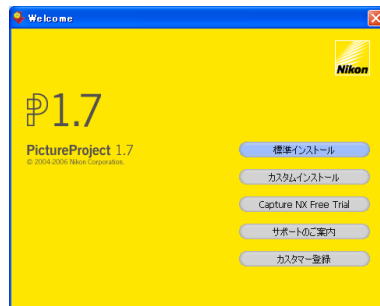 Welcome
Nikon
P1.7
PictureProject 1.7
© 2004-2006 Nikon Corporation.
標準インストール
カスタムインストール
Capture NX Free Trial
サポートのご案内
カスタマー登録